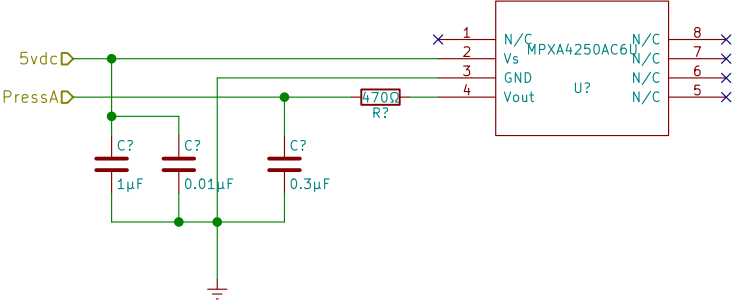 1 N/C MPXA4250AC6U N/C 8
5vdc 2 Vs N/C 7
3 GND U? N/C 6
PressA 470Ω 4 Vout N/C 5
R?
C? C? C?
1µF 0.01µF 0.3µF